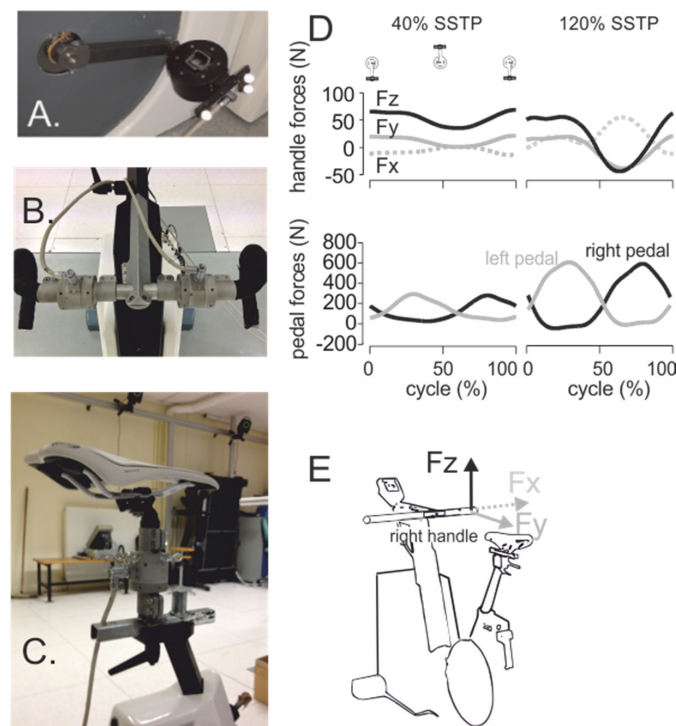 A.
B.
C.
D
40% SSTP
120% SSTP
handle forces (N)
100
50
0
-50
Fz
Fy
Fx
pedal forces (N)
800
600
400
200
0
-200
left pedal
right pedal
0
50
100
0
50
100
cycle (%)
cycle (%)
E
Fz
Fx
Fy
right handle